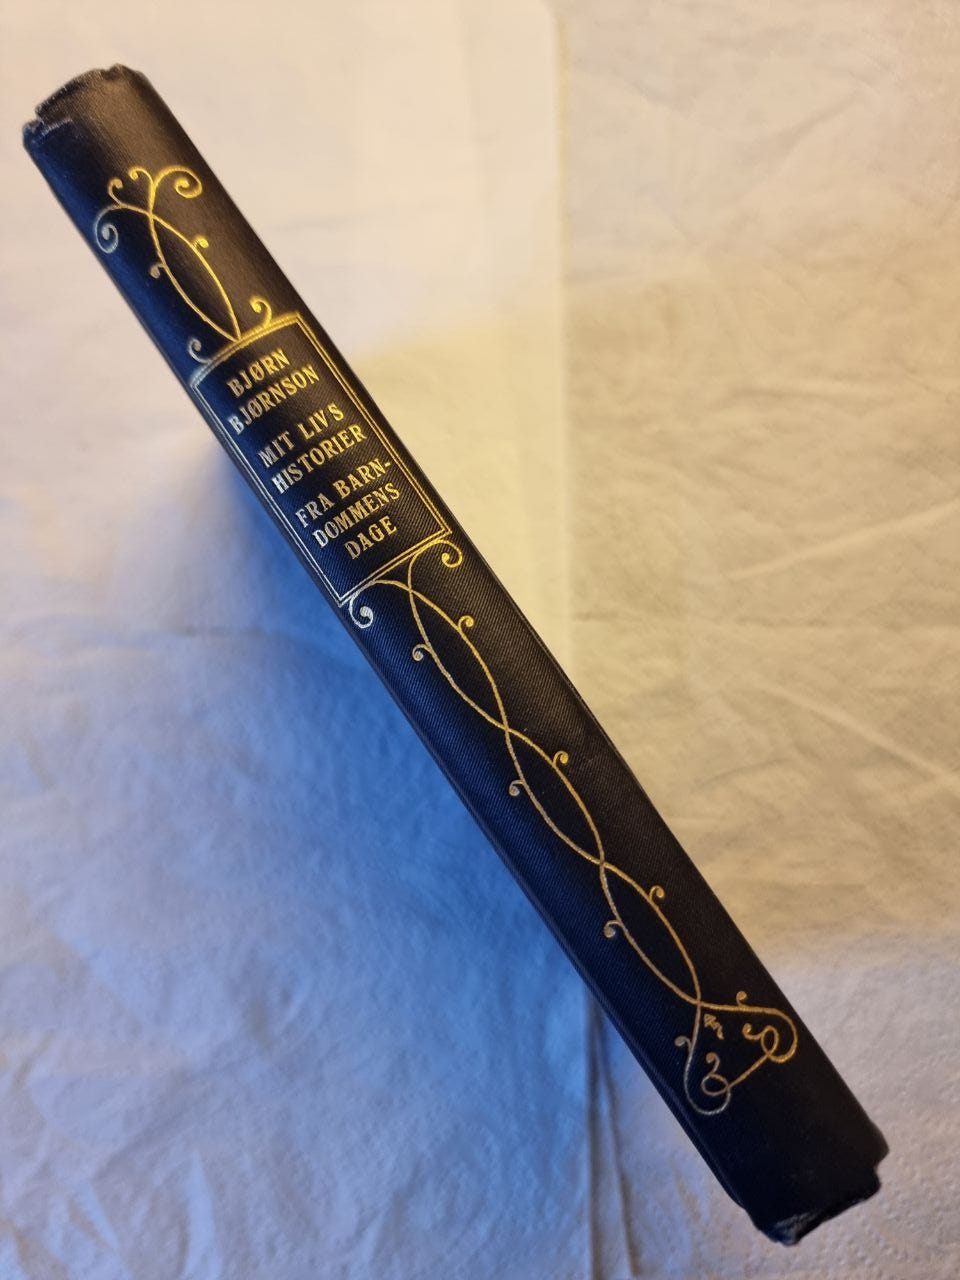 BJØRN
BJØRNSON
MIT LIVS
HISTORIER
FRA BARN-
DOMMENS
DAGE